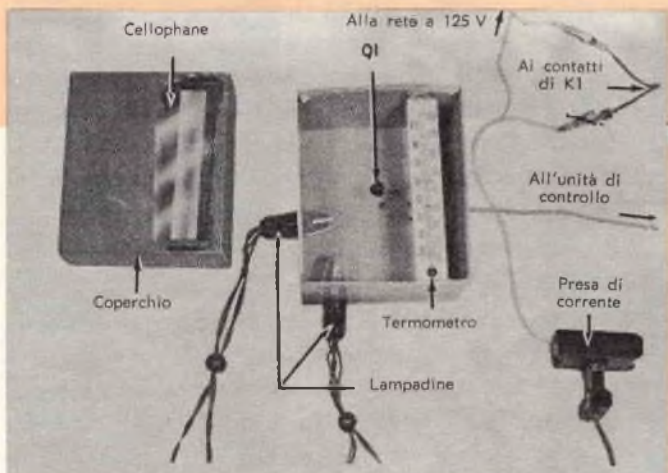 Cellophane
Alla rete a 125 V
Q1
Ai contatti
di K1
All'unità di
controllo
Coperchio
Termometro
Presa di
corrente
Lampadine